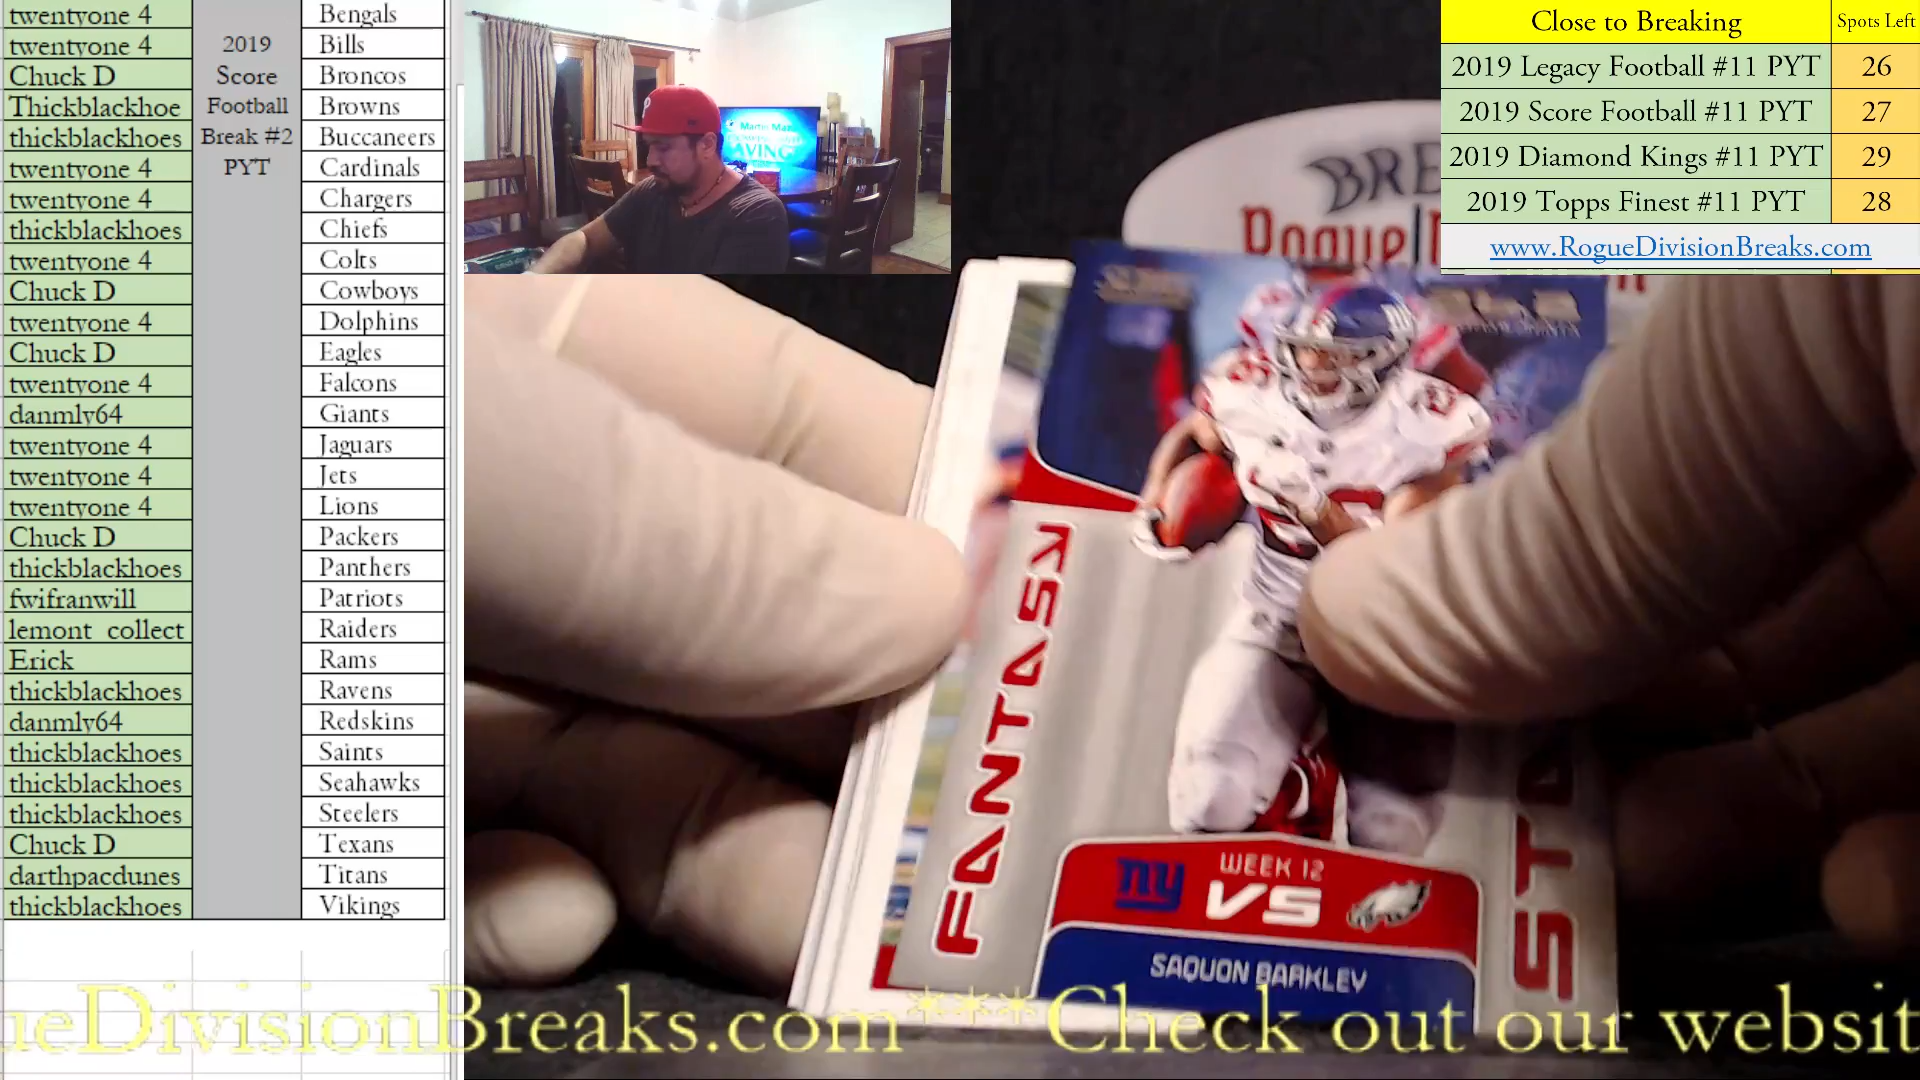 twentyone 4 Bengals
twentyone 4 2019 Bills
Chuck D Score Broncos
Thickblackhoe Football Browns
thickblackhoes Break #2 Buccaneers
twentyone 4 PYT Cardinals
twentyone 4 Chargers
thickblackhoes Chiefs
twentyone 4 Colts
Chuck D Cowboys
twentyone 4 Dolphins
Chuck D Eagles
twentyone 4 Falcons
danmly64 Giants
twentyone 4 Jaguars
twentyone 4 Jets
twentyone 4 Lions
Chuck D Packers
thickblackhoes Panthers
fwifranwill Patriots
lemont_collect Raiders
Erick Rams
thickblackhoes Ravens
danmly64 Redskins
thickblackhoes Saints
thickblackhoes Seahawks
thickblackhoes Steelers
Chuck D Texans
darthpacdunes Titans
thickblackhoes Vikings
Close to Breaking Spots Left
2019 Legacy Football #11 PYT 26
2019 Score Football #11 PYT 27
2019 Diamond Kings #11 PYT 29
2019 Topps Finest #11 PYT 28
www.RogueDivisionBreaks.com
BRE
Rogue
FANTASY
STA
ny WEEK 12
VS
SAQUON BARKLEY
ueDivisionBreaks.com***Check out our websit